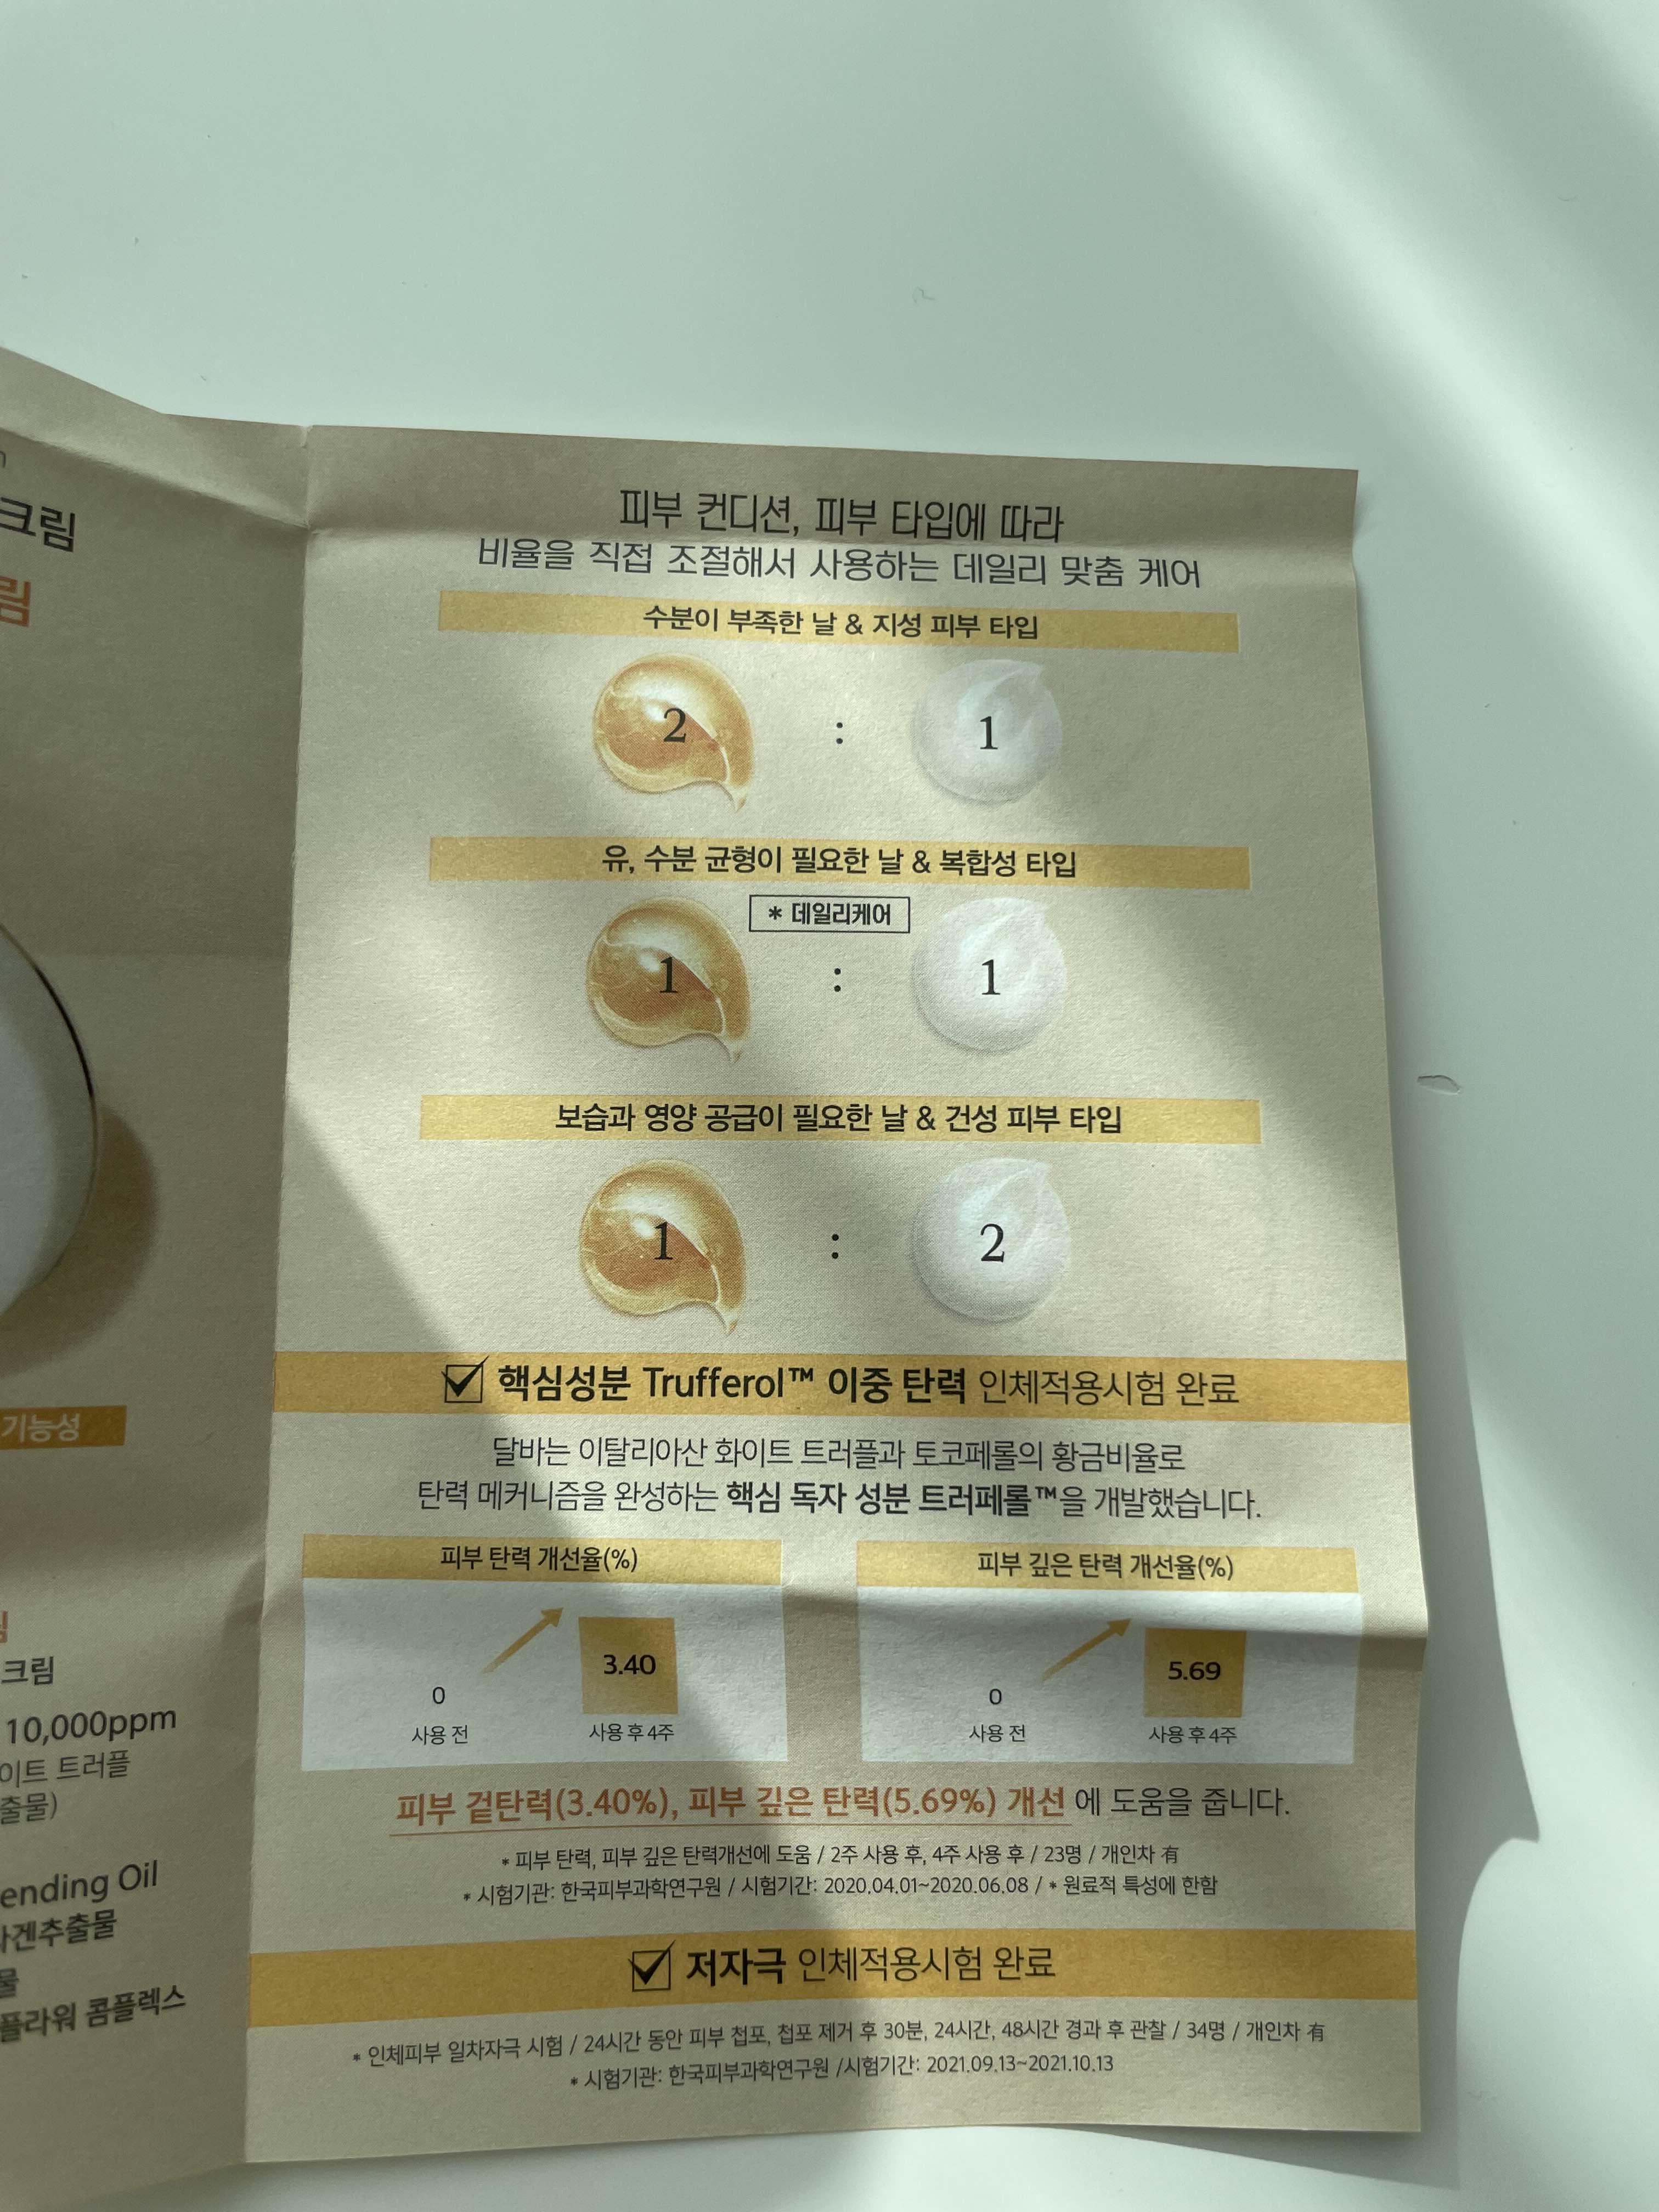 크림
림
기능성
크림
10,000ppm
이트 트러플
출물)
ending Oil
겐추출물
물
플라워 콤플렉스
피부 컨디션, 피부 타입에 따라
비율을 직접 조절해서 사용하는 데일리 맞춤 케어
수분이 부족한 날 & 지성 피부 타입
2 : 1
유, 수분 균형이 필요한 날 & 복합성 타입
* 데일리케어
1 : 1
보습과 영양 공급이 필요한 날 & 건성 피부 타입
1 : 2
핵심성분 Trufferol™ 이중 탄력 인체적용시험 완료
달바는 이탈리아산 화이트 트러플과 토코페롤의 황금비율로
탄력 메커니즘을 완성하는 핵심 독자 성분 트러페롤™을 개발했습니다.
피부 탄력 개선율(%)
3.40
0
사용 전 사용 후 4주
피부 깊은 탄력 개선율(%)
5.69
0
사용 전 사용 후 4주
피부 겉탄력(3.40%), 피부 깊은 탄력(5.69%) 개선 에 도움을 줍니다.
* 피부 탄력, 피부 깊은 탄력개선에 도움 / 2주 사용 후, 4주 사용 후 / 23명 / 개인차 有
* 시험기관: 한국피부과학연구원 / 시험기간: 2020.04.01~2020.06.08 / * 원료적 특성에 한함
저자극 인체적용시험 완료
* 인체피부 일차자극 시험 / 24시간 동안 피부 첩포, 첩포 제거 후 30분, 24시간, 48시간 경과 후 관찰 / 34명 / 개인차 有
* 시험기관: 한국피부과학연구원 /시험기간: 2021.09.13~2021.10.13